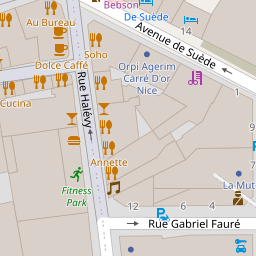 Bebson
De Suède
Au Bureau
Avenue de Suède
Soho
Dolce Caffé
Orpi Agerim
Carré D'or
Nice
Cucina
Rue Halévy
Annette
Fitness
Park
La Mut
12
6
Rue Gabriel Fauré